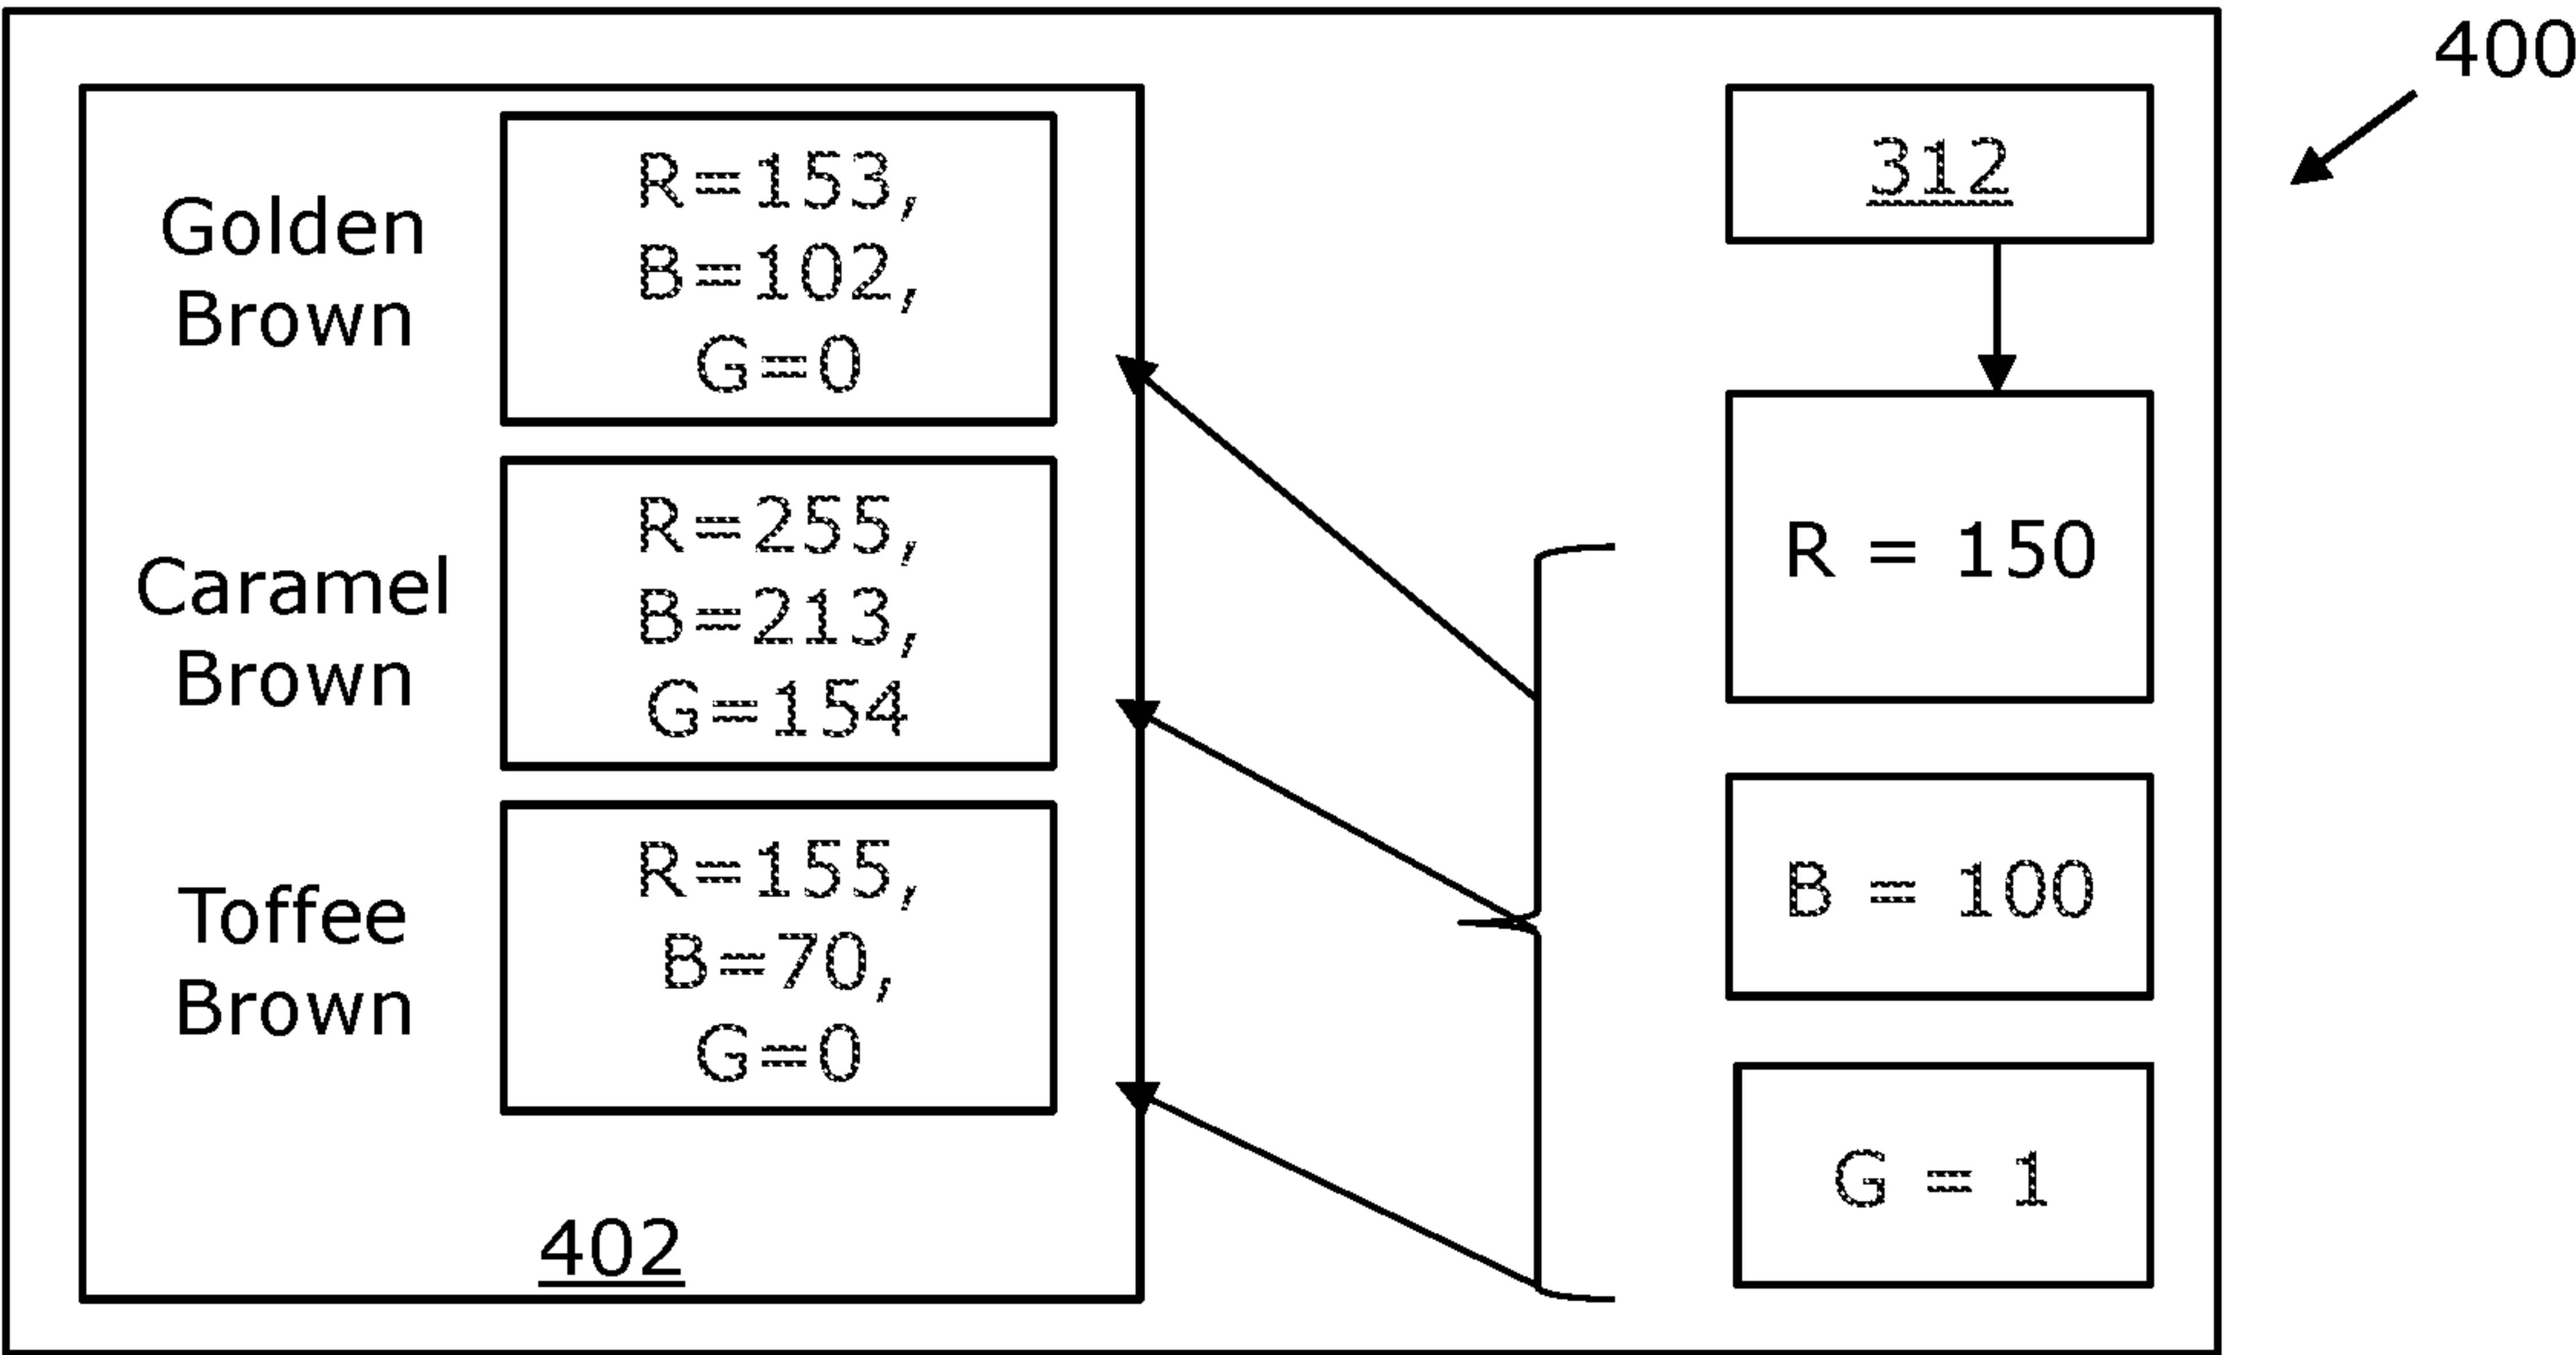 400
Golden
Brown
R=153,
B=102,
G=0
Caramel
Brown
R=255,
B=213,
G=154
Toffee
Brown
R=155,
B=70,
G=0
402
312
R = 150
B = 100
G = 1